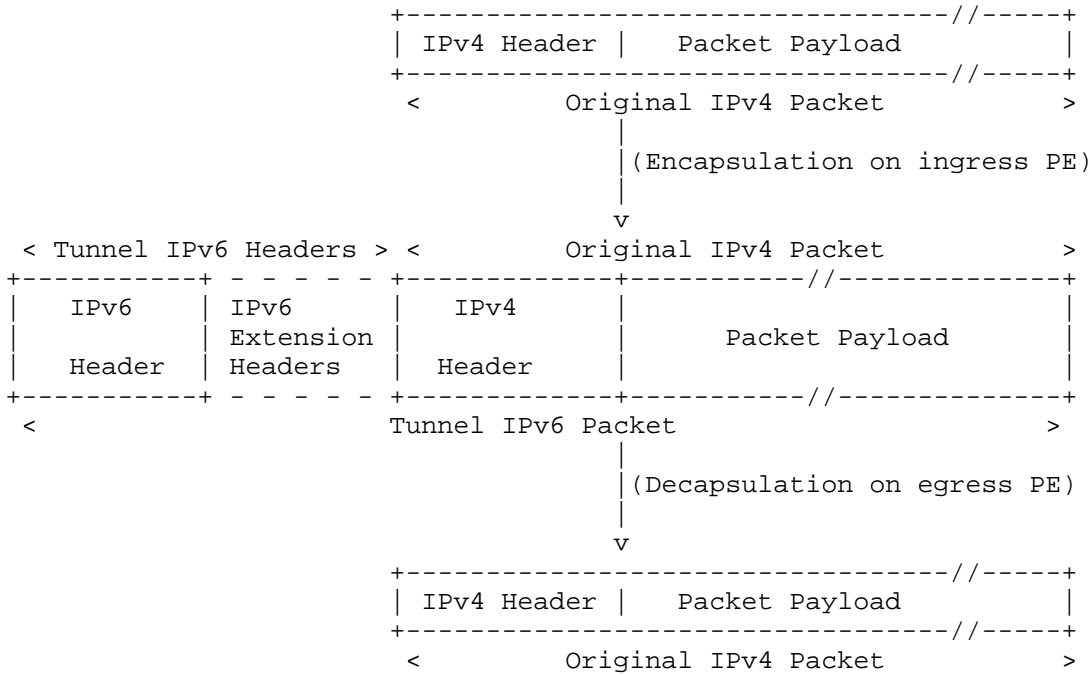 +----------------------------------//-----+
| IPv4 Header |   Packet Payload          |
+----------------------------------//-----+
<         Original IPv4 Packet           >
|
|(Encapsulation on ingress PE)
|
v
< Tunnel IPv6 Headers > <         Original IPv4 Packet           >
+-----------+ - - - - - +-------------+-----------//--------------+
|   IPv6    | IPv6      |   IPv4      |                           |
|           | Extension |             |      Packet Payload       |
|   Header  | Headers   |  Header     |                           |
+-----------+ - - - - - +-------------+-----------//--------------+
<                      Tunnel IPv6 Packet                       >
|
|(Decapsulation on egress PE)
|
v
+----------------------------------//-----+
| IPv4 Header |   Packet Payload          |
+----------------------------------//-----+
<         Original IPv4 Packet           >